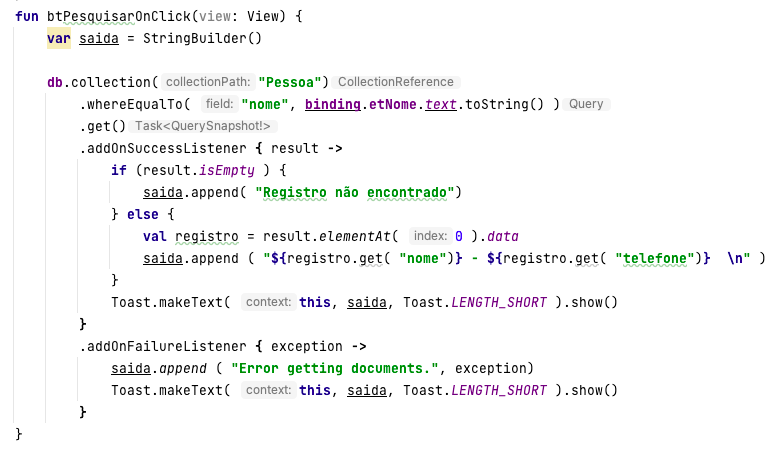 fun btPesquisarOnClick(view: View) {
var saida = StringBuilder()
db.collection( collectionPath: "Pessoa") CollectionReference
.whereEqualTo( field: "nome", binding.etNome.text.toString() ) Query
.get() Task<QuerySnapshot!>
.addOnSuccessListener { result ->
if (result.isEmpty ) {
saida.append( "Registro não encontrado")
} else {
val registro = result.elementAt( index: 0 ).data
saida.append ( "${registro.get( "nome")} - ${registro.get( "telefone")}  \n" )
}
Toast.makeText( context: this, saida, Toast.LENGTH_SHORT ).show()
}
.addOnFailureListener { exception ->
saida.append ( "Error getting documents.", exception)
Toast.makeText( context: this, saida, Toast.LENGTH_SHORT ).show()
}
}